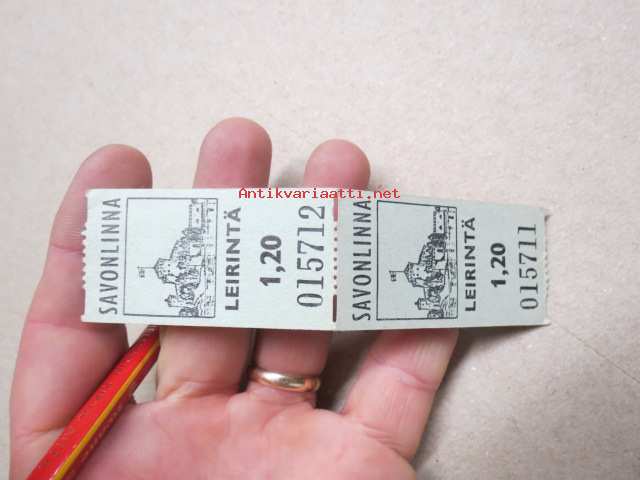 Antikvariaatti.net
SAVONLINNA
LEIRINTÄ
1,20
015712
SAVONLINNA
LEIRINTÄ
1,20
015711